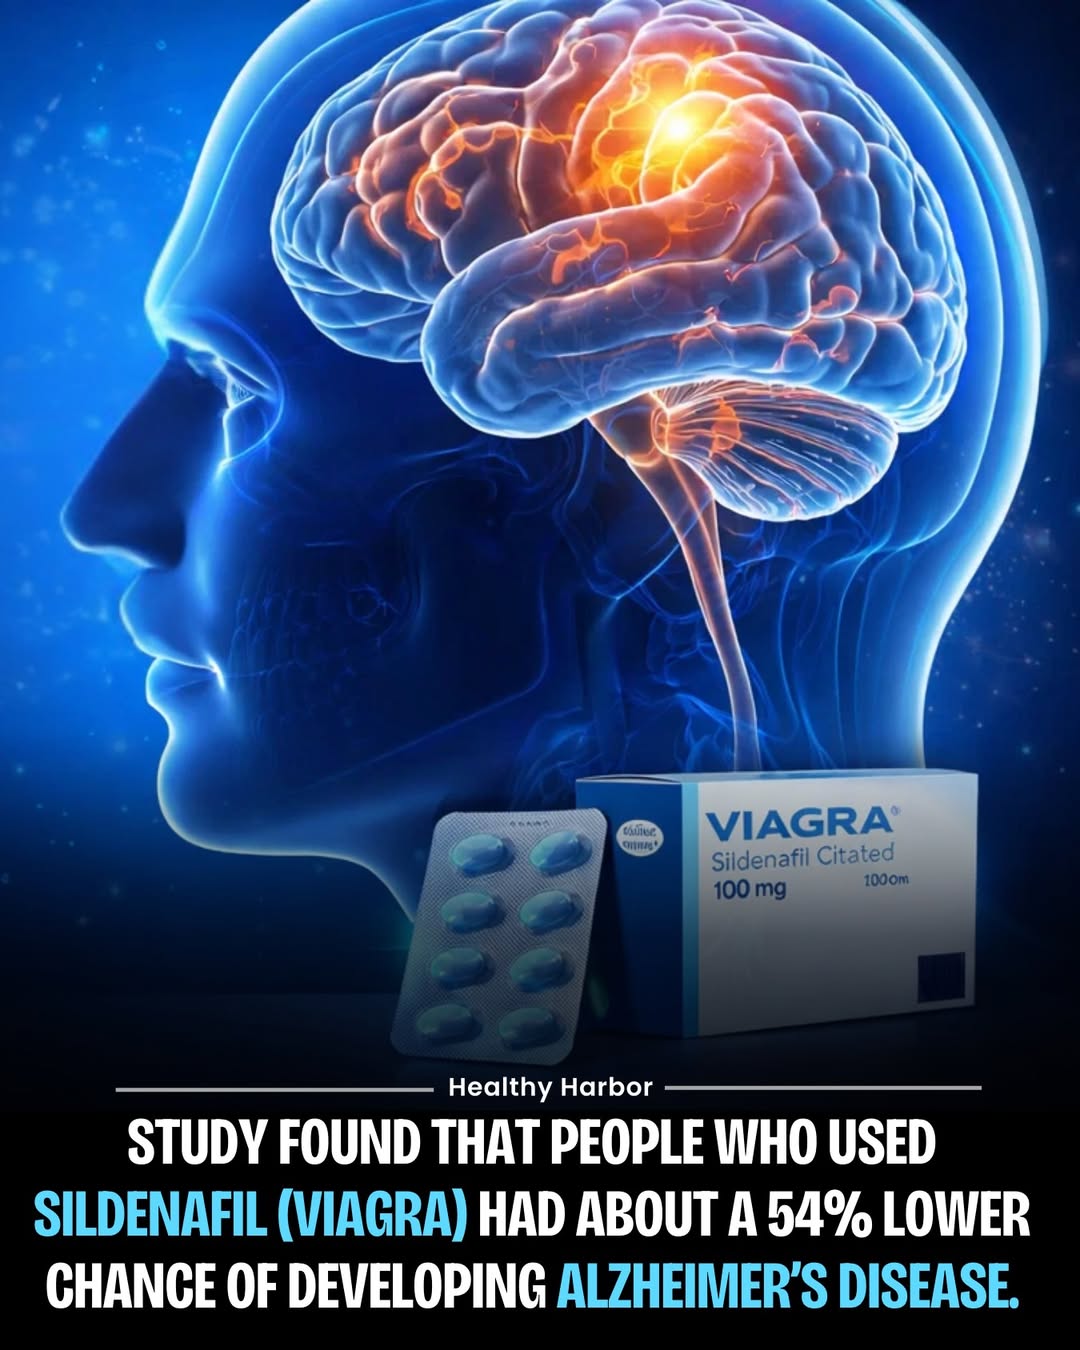 VIAGRA®
Sildenafil Citated
100 mg
100om
Healthy Harbor
STUDY FOUND THAT PEOPLE WHO USED
SILDENAFIL (VIAGRA) HAD ABOUT A 54% LOWER
CHANCE OF DEVELOPING ALZHEIMER'S DISEASE.